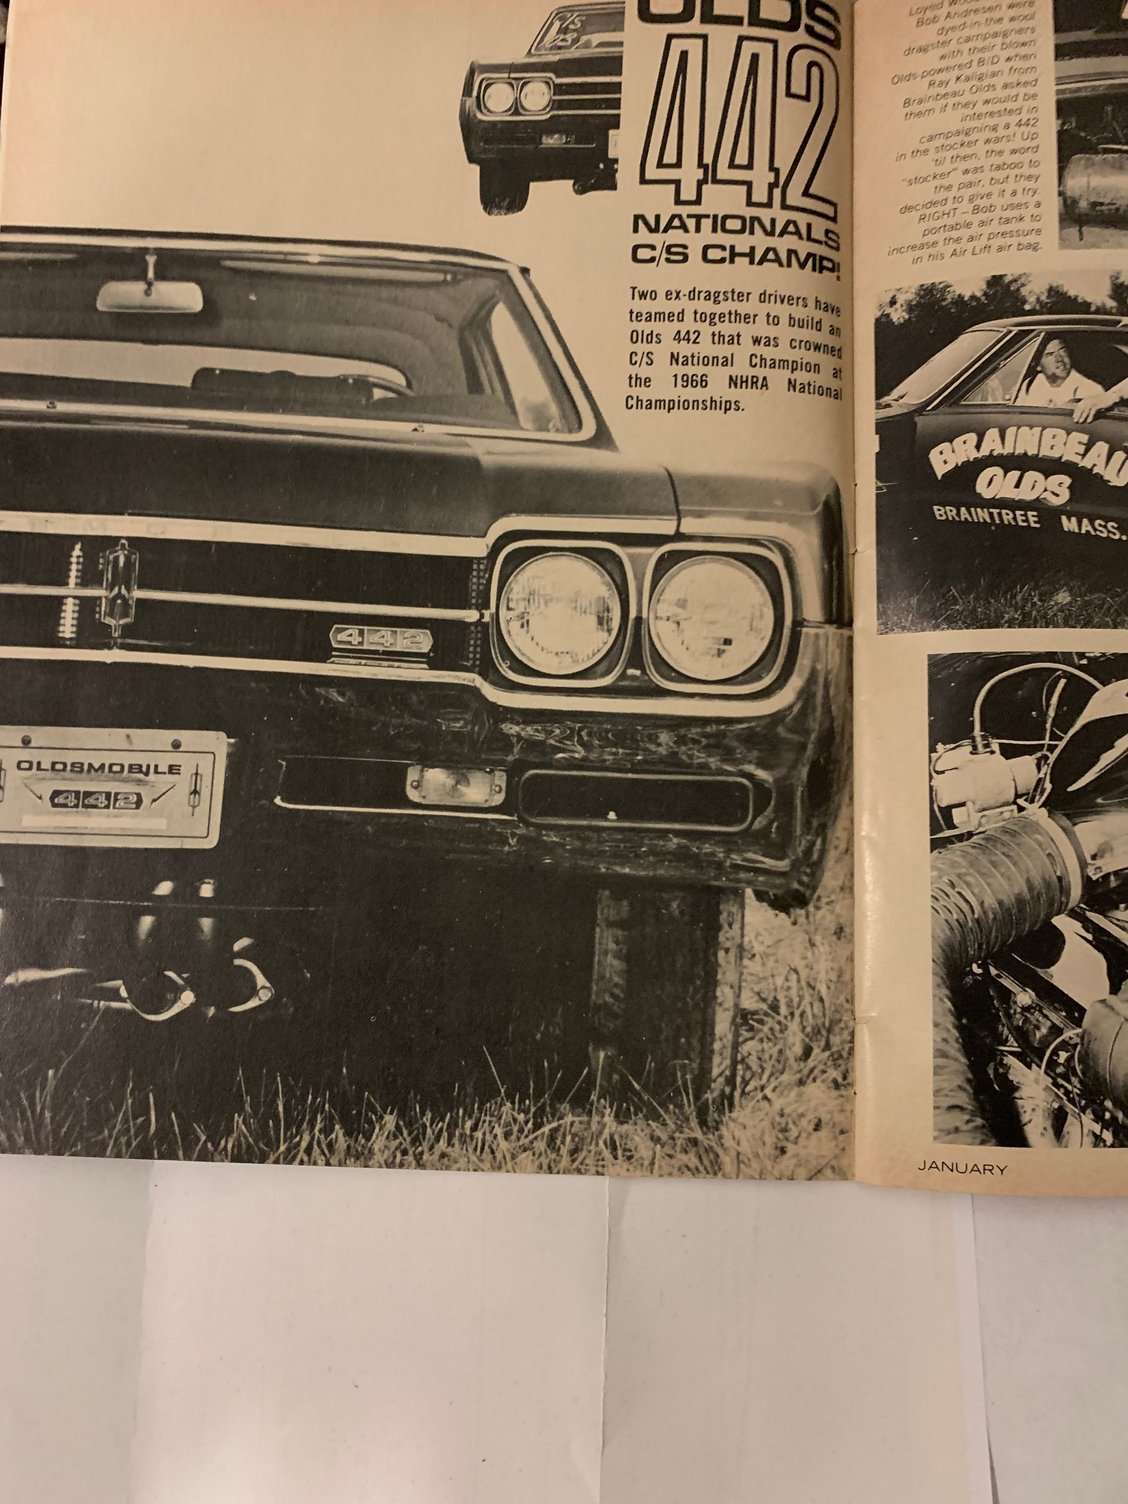 OLDS
442
NATIONALS
C/S CHAMP!
Two ex-dragster drivers have
teamed together to build an
Olds 442 that was crowned
C/S National Champion at
the 1966 NHRA National
Championships.
C/S
442
OLDSMOBILE
442
Loyed
Bob Andresen were
dyed-in-the wool
dragster campaigners
with their blown
Olds-powered B/D when
Ray Kaligian from
Brainbeau Olds asked
them if they would be
interested in
campaigning a 442
in the stocker wars! Up
'til then, the word
"stocker" was taboo to
the pair, but they
decided to give it a try.
RIGHT—Bob uses a
portable air tank to
increase the air pressure
in his Air Lift air bag.
BRAINBEAU
OLDS
BRAINTREE MASS.
JANUARY